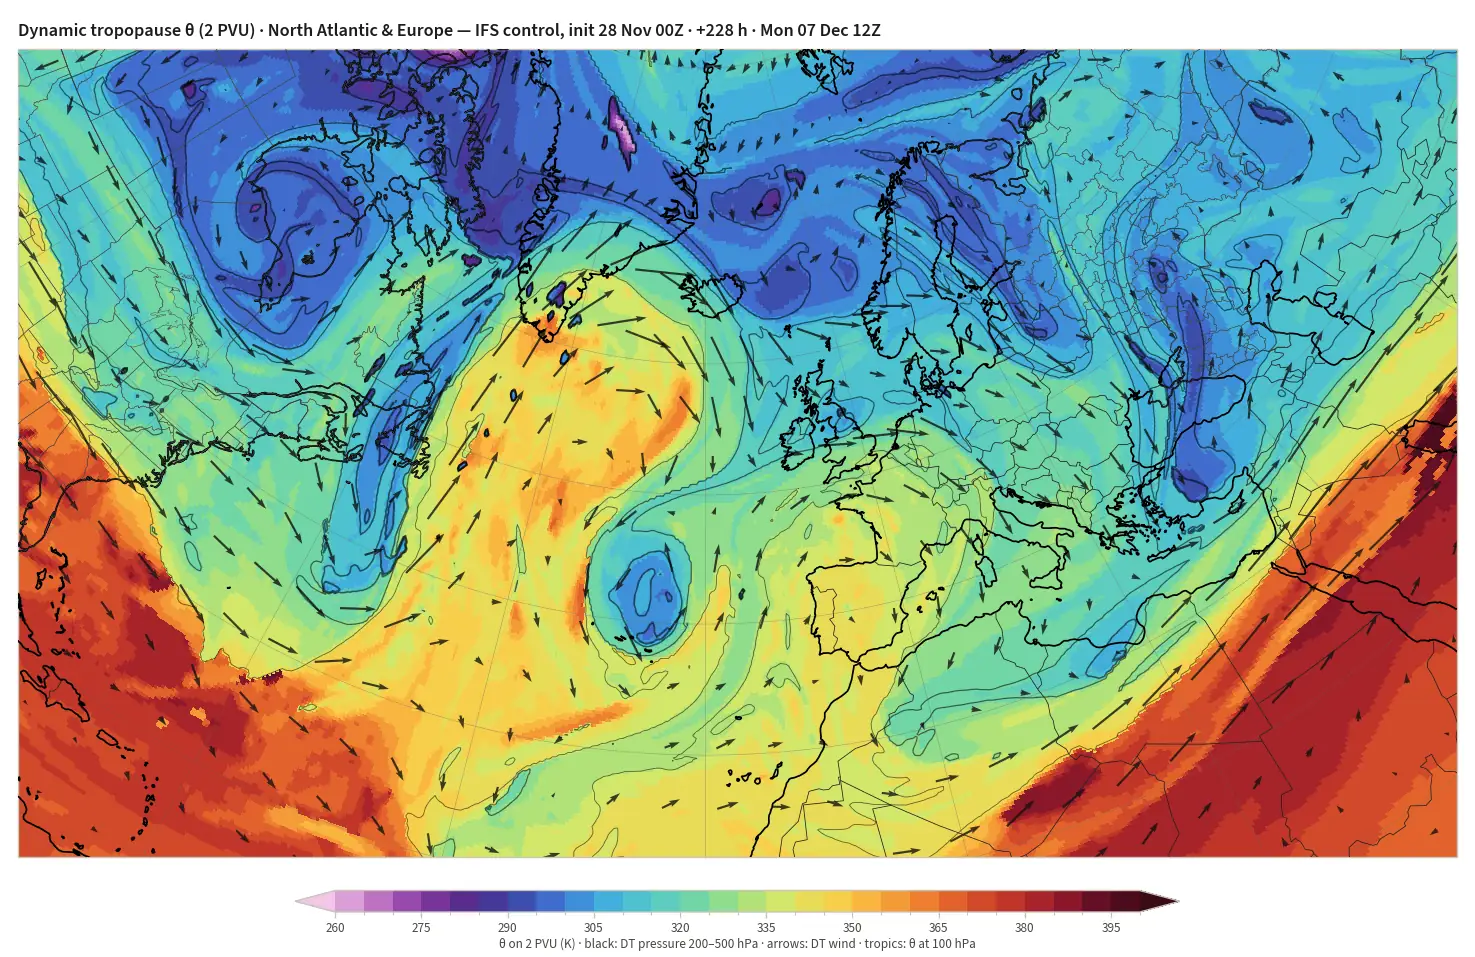 Dynamic tropopause θ (2 PVU) · North Atlantic & Europe — IFS control, init 28 Nov 00Z · +228 h · Mon 07 Dec 12Z
260 275 290 305 320 335 350 365 380 395
θ on 2 PVU (K) · black: DT pressure 200–500 hPa · arrows: DT wind · tropics: θ at 100 hPa